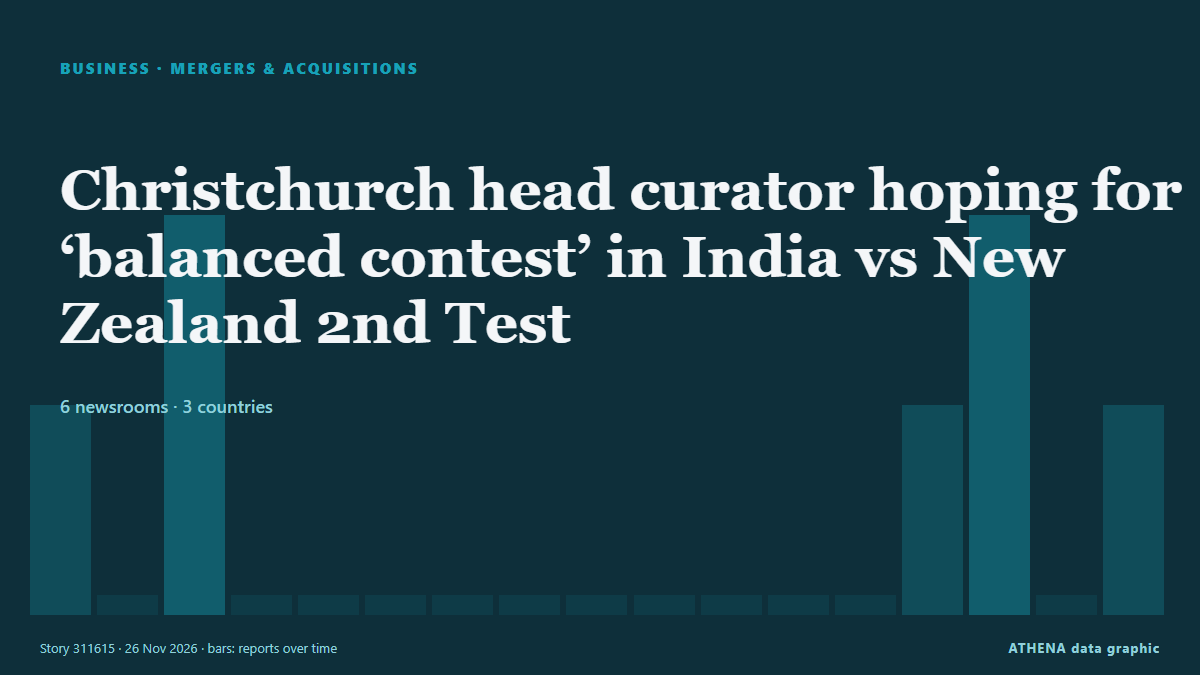 BUSINESS · MERGERS & ACQUISITIONS
Christchurch head curator hoping for
‘balanced contest’ in India vs New
Zealand 2nd Test
6 newsrooms · 3 countries
Story 311615 · 26 Nov 2026 · bars: reports over time
ATHENA data graphic